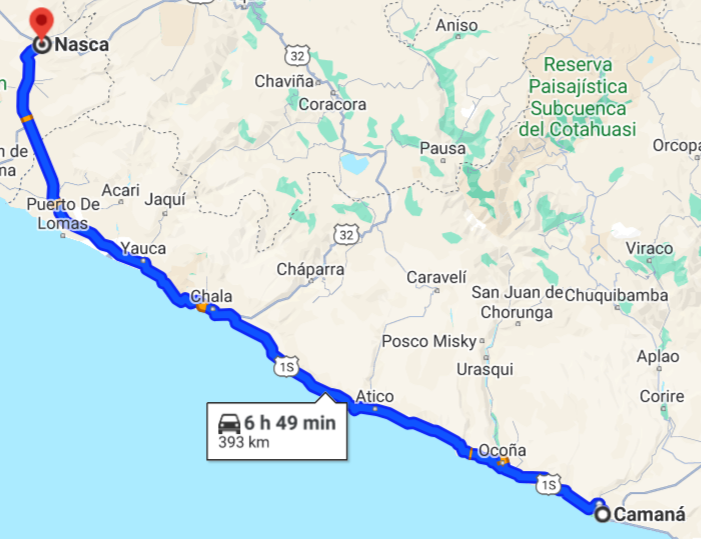 Nasca
Aniso
32
Chaviña
Coracora
Reserva
Paisajística
Subcuenca
del Cotahuasi
Pausa
Orcopa
n de
ma
Acari
Jaquí
Puerto De
Lomas
32
Yauca
Viraco
Cháparra
Caravelí
Chala
San Juan de
Chorunga
Chuquibamba
Posco Misky
1S
Urasqui
Aplao
Atico
Corire
6 h 49 min
393 km
Ocoña
1S
Camaná